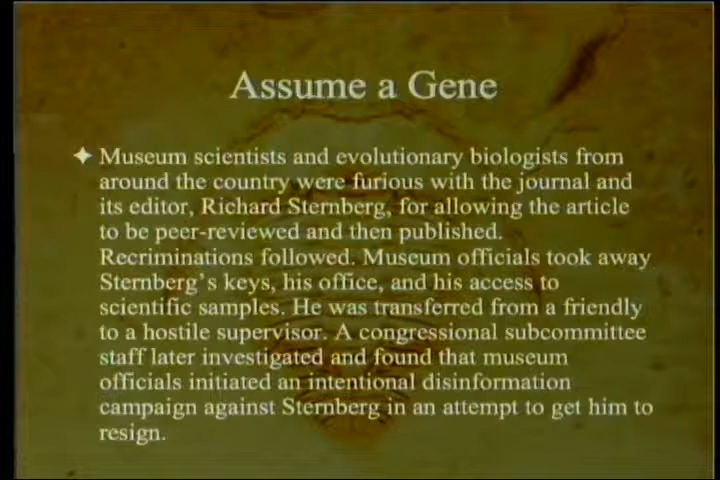 Assume a Gene
Museum scientists and evolutionary biologists from
around the country were furious with the journal and
its editor, Richard Sternberg, for allowing the article
to be peer-reviewed and then published.
Recriminations followed. Museum officials took away
Sternberg's keys, his office, and his access to
scientific samples. He was transferred from a friendly
to a hostile supervisor. A congressional subcommittee
staff later investigated and found that museum
officials initiated an intentional disinformation
campaign against Sternberg in an attempt to get him to
resign.